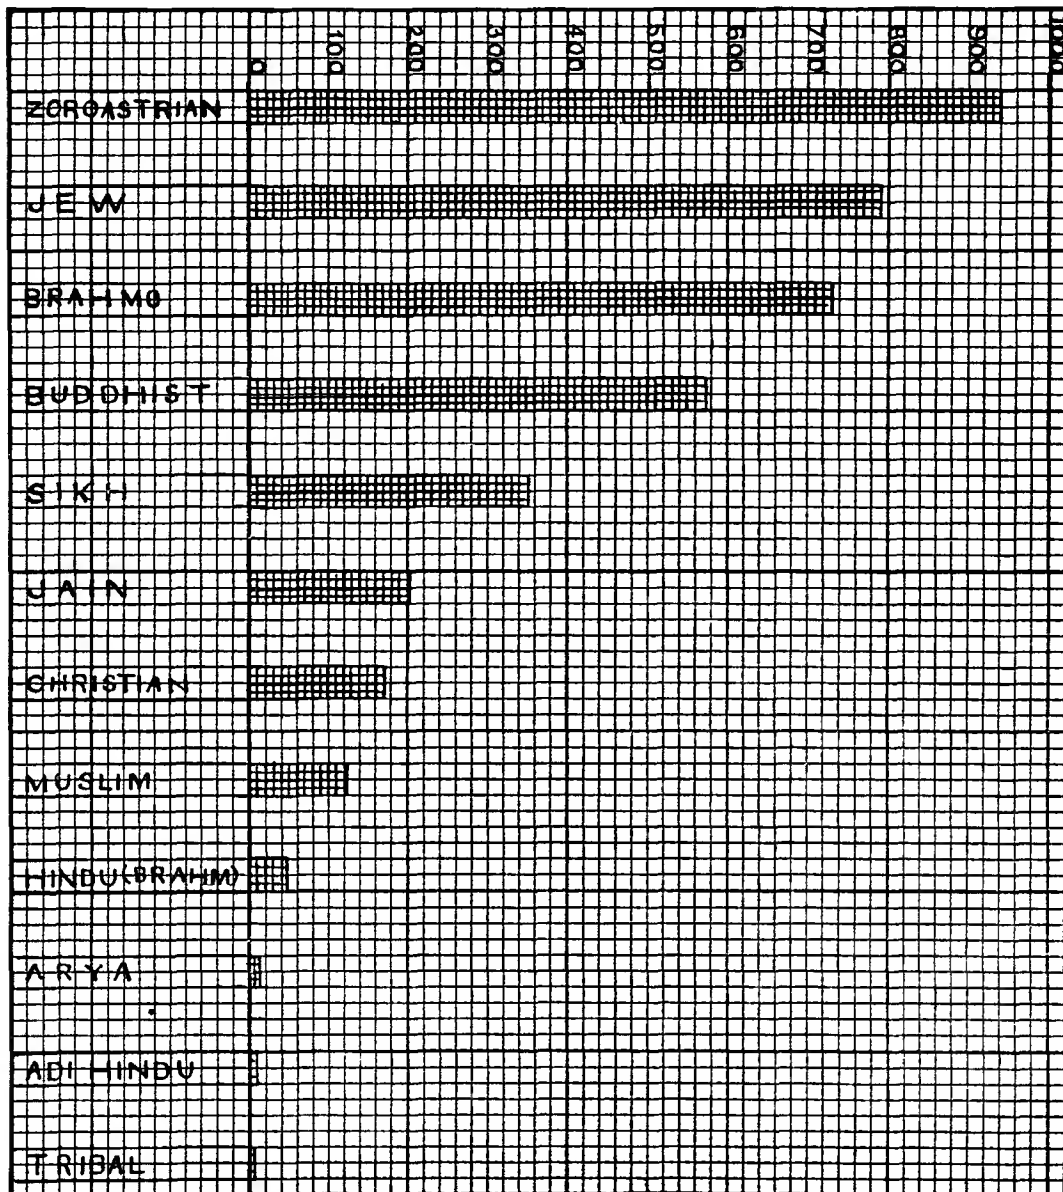 0 100 200 300 400 500 600 700 800 900 1000
ZOROASTRIAN
JEW
BRAHMO
BUDDHIST
SIKH
JAIN
CHRISTIAN
MUSLIM
HINDU(BRAHM)
ARYA
ADI HINDU
TRIBAL